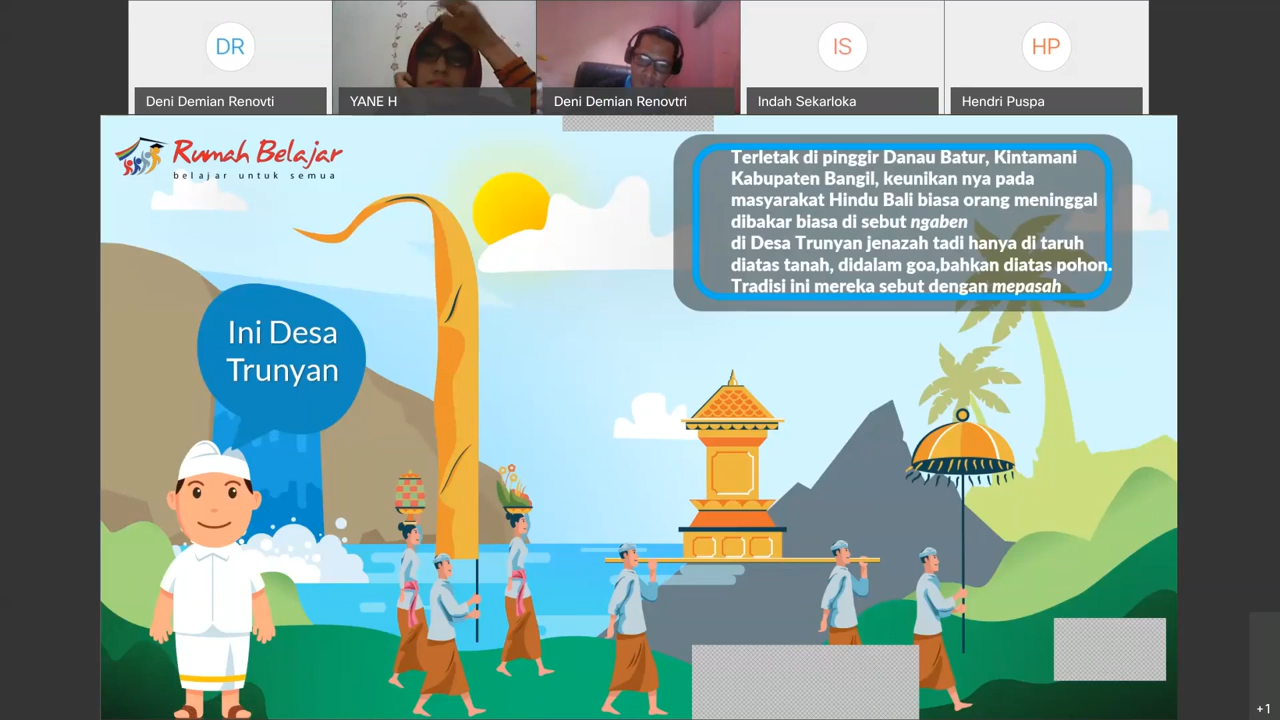 DR
IS
HP
Deni Demian Renovti
YANE H
Deni Demian Renovtri
Indah Sekarloka
Hendri Puspa
Rumah Belajar
belajar untuk semua
Terletak di pinggir Danau Batur, Kintamani
Kabupaten Bangil, keunikan nya pada
masyarakat Hindu Bali biasa orang meninggal
dibakar biasa di sebut ngaben
di Desa Trunyan jenazah tadi hanya di taruh
diatas tanah, didalam goa,bahkan diatas pohon.
Tradisi ini mereka sebut dengan mepasah
Ini Desa
Trunyan
+1